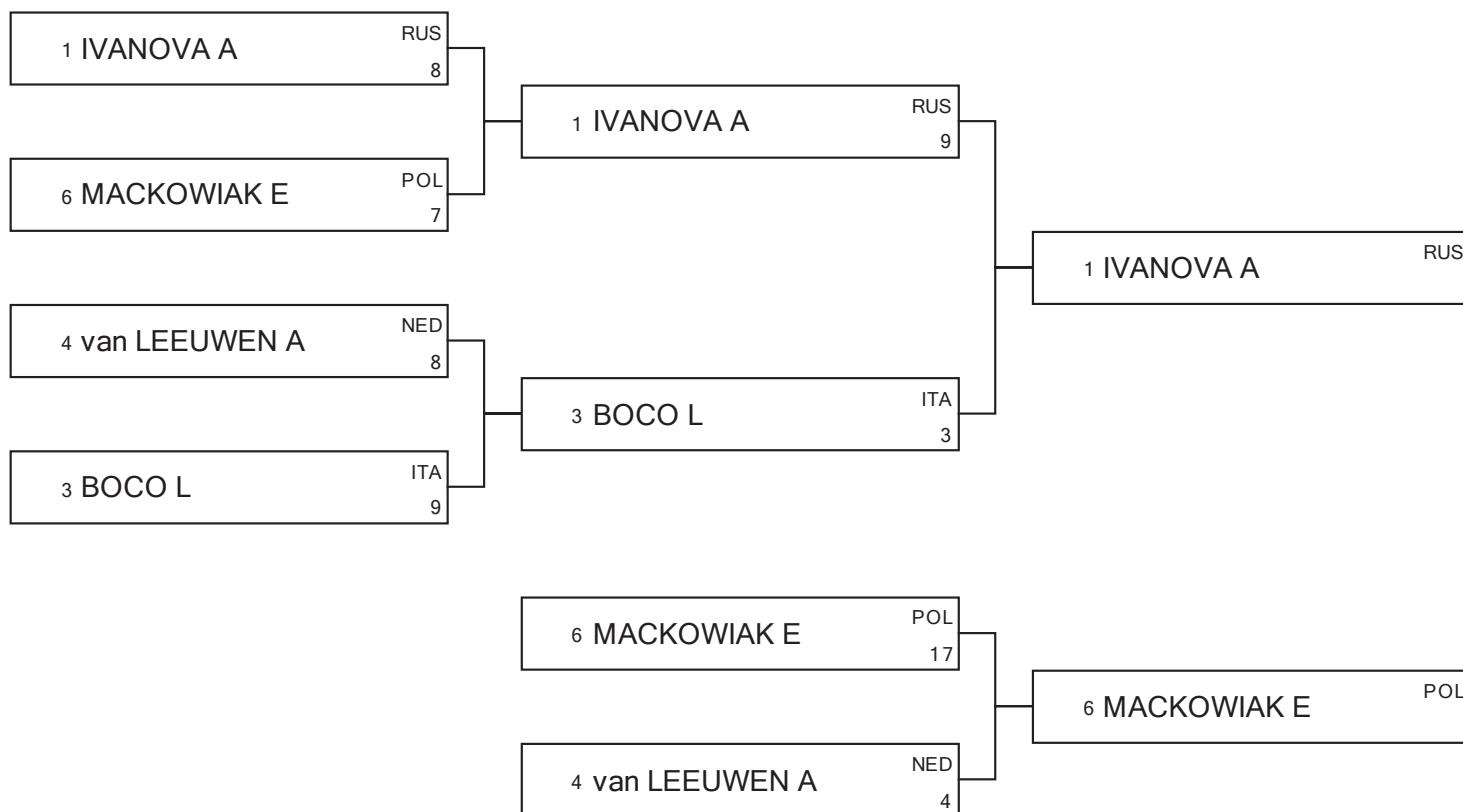 1 IVANOVA A RUS
8
6 MACKOWIAK E POL
7
4 van LEEUWEN A NED
8
3 BOCO L ITA
9
1 IVANOVA A RUS
9
3 BOCO L ITA
3
1 IVANOVA A RUS
6 MACKOWIAK E POL
17
4 van LEEUWEN A NED
4
6 MACKOWIAK E POL